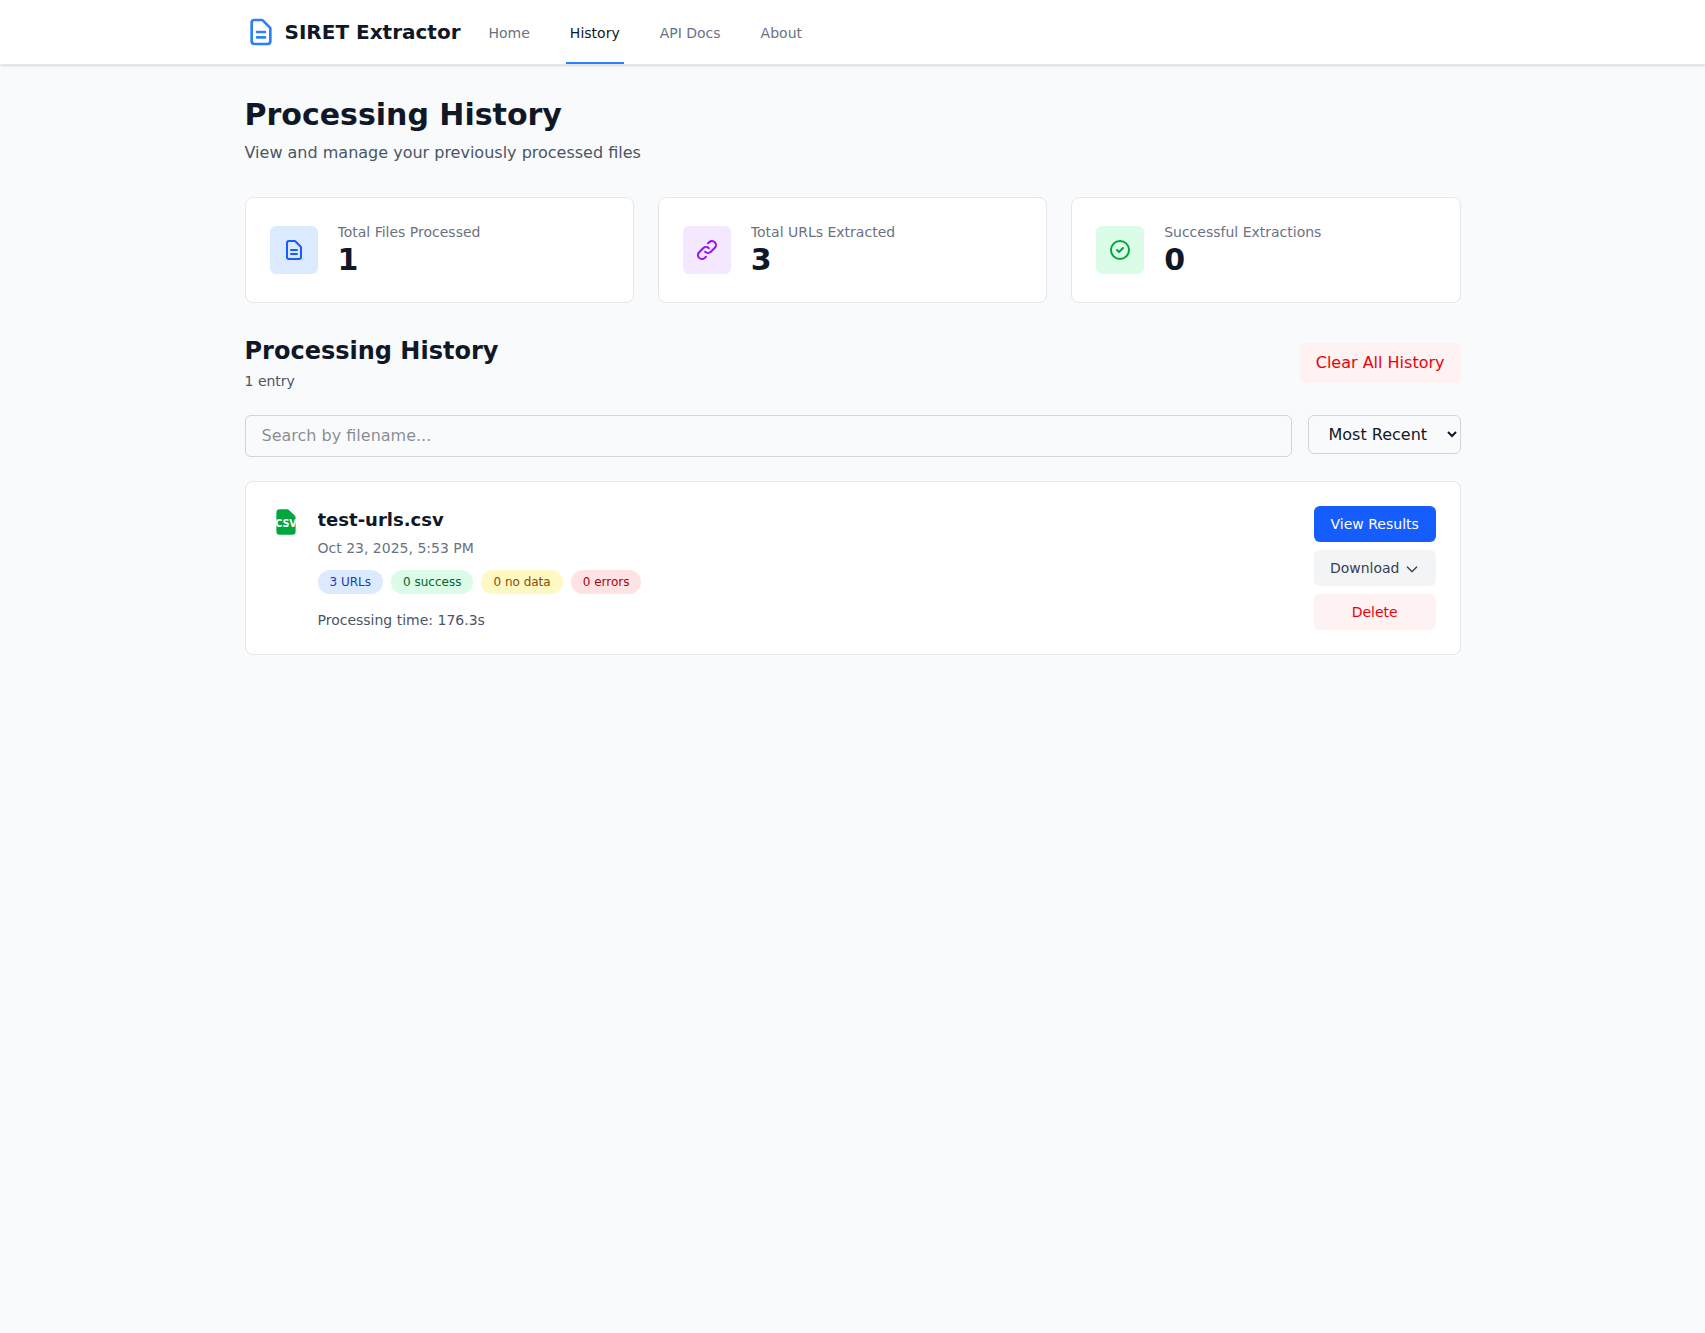 SIRET Extractor
Home
History
API Docs
About
Processing History
View and manage your previously processed files
Total Files Processed
1
Total URLs Extracted
3
Successful Extractions
0
Processing History
1 entry
Clear All History
Search by filename...
Most Recent
CSV
test-urls.csv
Oct 23, 2025, 5:53 PM
3 URLs
0 success
0 no data
0 errors
Processing time: 176.3s
View Results
Download
Delete